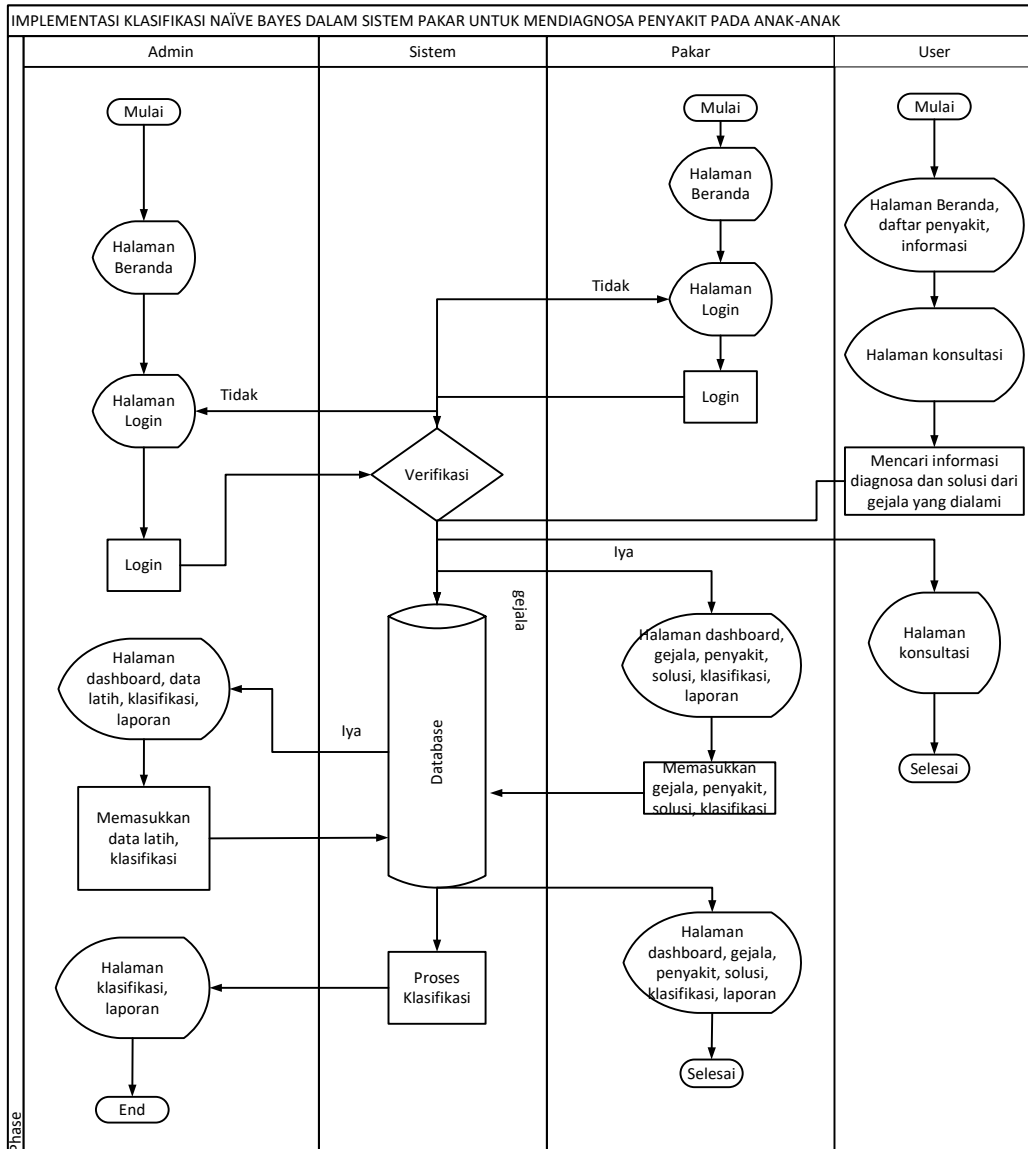 IMPLEMENTASI KLASIFIKASI NAÏVE BAYES DALAM SISTEM PAKAR UNTUK MENDIAGNOSA PENYAKIT PADA ANAK-ANAK
Admin
Sistem
Pakar
User
Phase
Mulai
Halaman
Beranda
Halaman
Login
Login
Halaman
dashboard, data
latih, klasifikasi,
laporan
Memasukkan
data latih,
klasifikasi
Halaman
klasifikasi,
laporan
End
Tidak
Verifikasi
gejala
Database
Iya
Proses
Klasifikasi
Mulai
Halaman
Beranda
Tidak
Halaman
Login
Login
Iya
Halaman dashboard,
gejala, penyakit,
solusi, klasifikasi,
laporan
Memasukkan
gejala, penyakit,
solusi, klasifikasi
Halaman
dashboard, gejala,
penyakit, solusi,
klasifikasi, laporan
Selesai
Mulai
Halaman Beranda,
daftar penyakit,
informasi
Halaman konsultasi
Mencari informasi
diagnosa dan solusi dari
gejala yang dialami
Halaman
konsultasi
Selesai